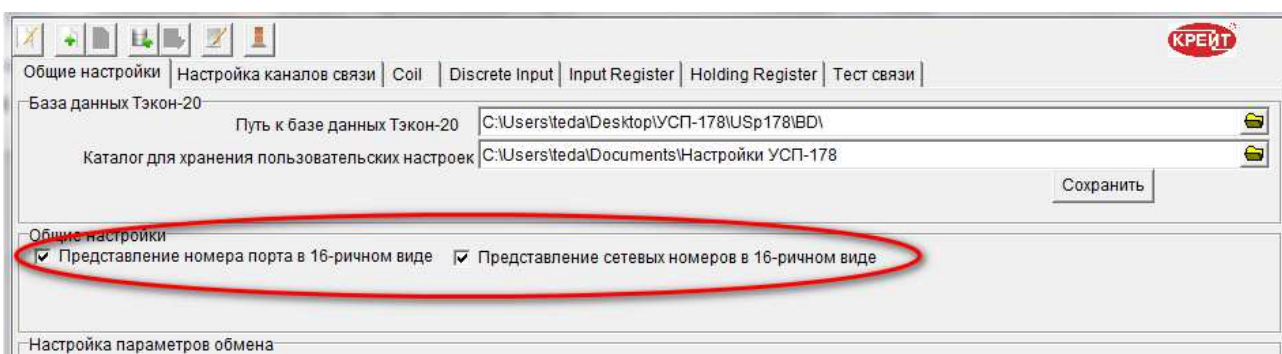 КРЕЙТ
Общие настройки Настройка каналов связи Coil Discrete Input Input Register Holding Register Тест связи
База данных Тэкон-20
Путь к базе данных Тэкон-20 C:\Users\teda\Desktop\УСП-178\USp178\BD\
Каталог для хранения пользовательских настроек C:\Users\teda\Documents\Настройки УСП-178
Сохранить
Общие настройки
Представление номера порта в 16-ричном виде Представление сетевых номеров в 16-ричном виде
Настройка параметров обмена